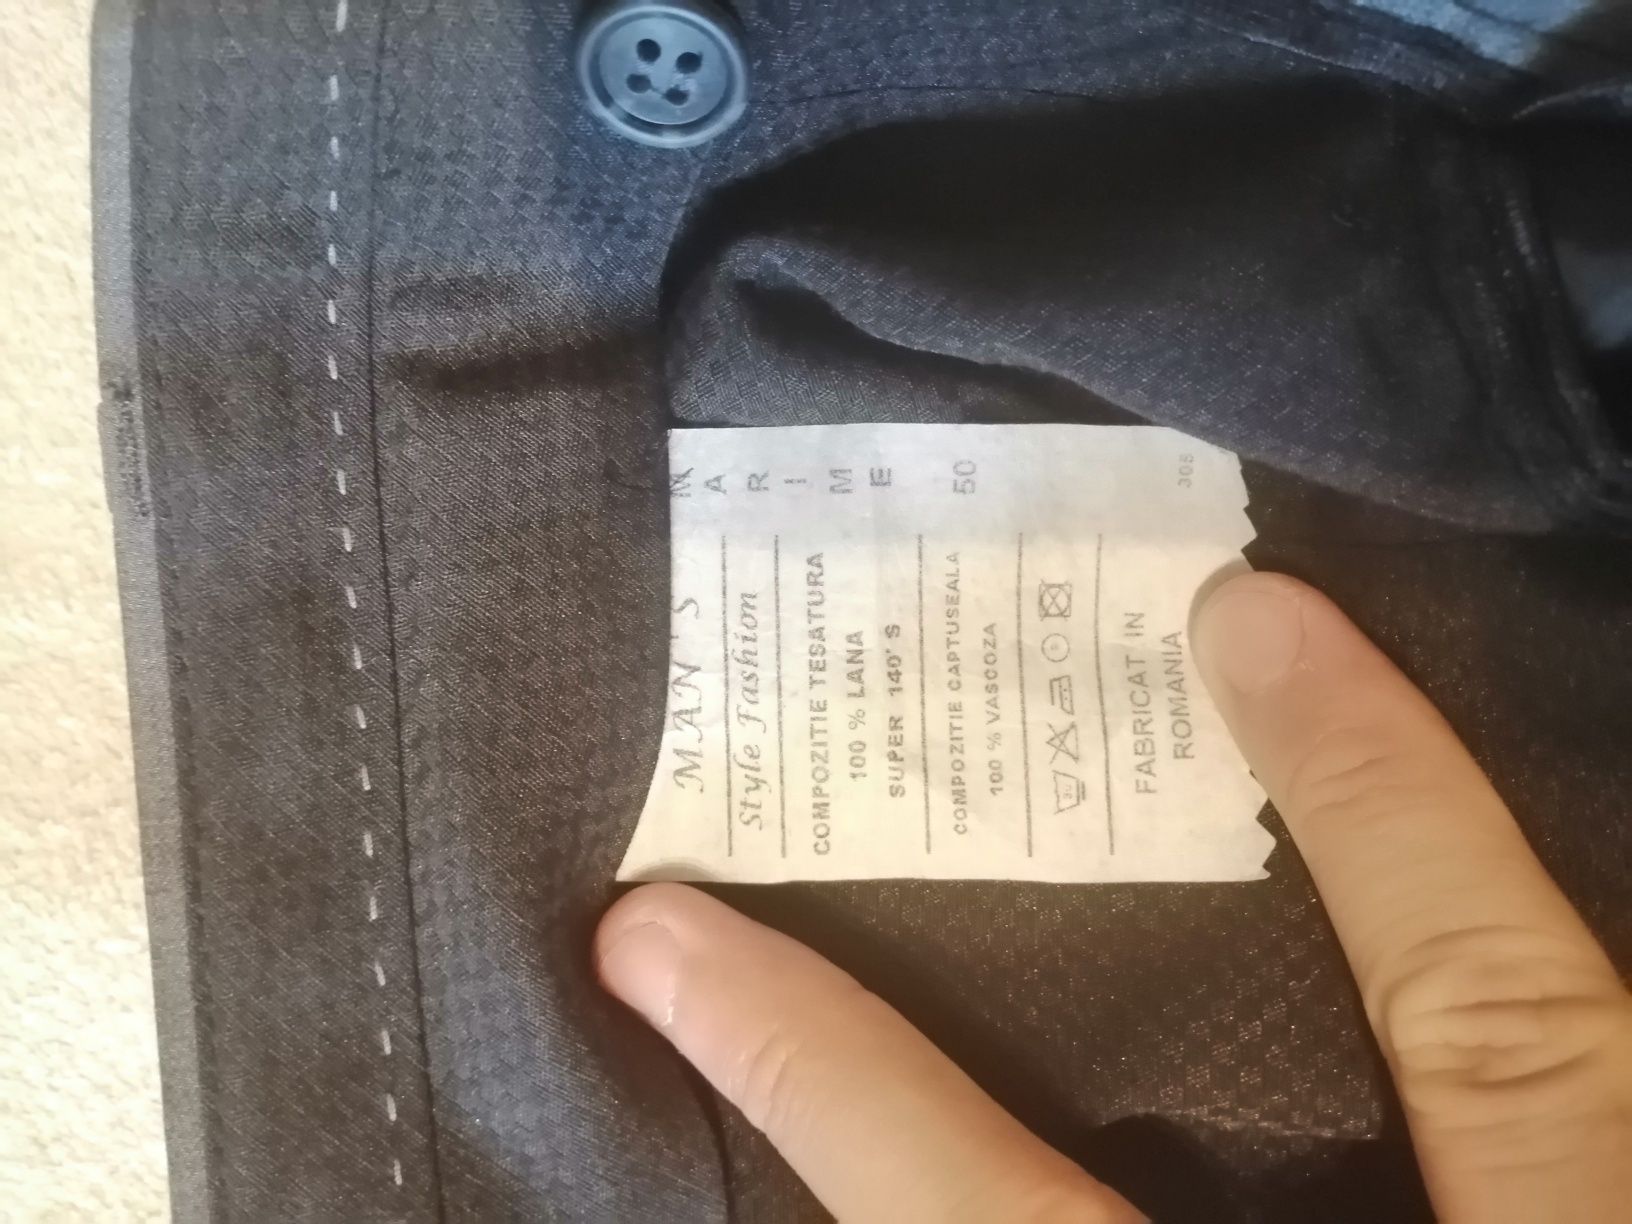 MAN'S
Style Fashion
COMPOZITIE TESATURA
100 % LANA
SUPER 140' S
COMPOZITIE CAPTUSEALA
100 % VASCOZA
FABRICAT IN
ROMANIA
MARIME
50
305